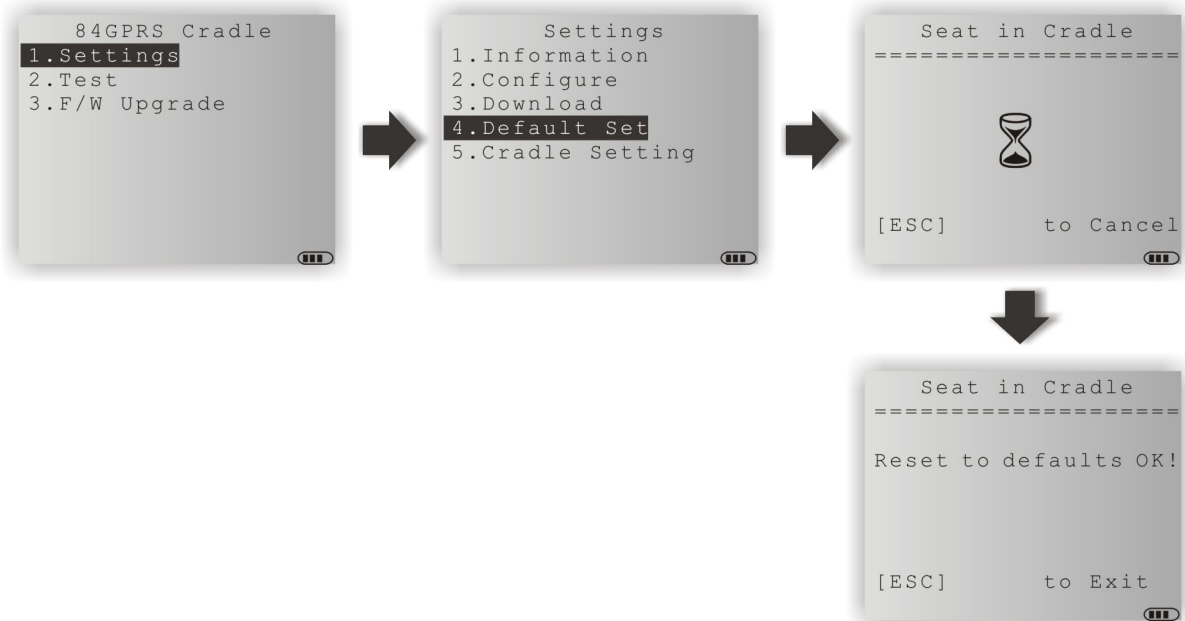 84GPRS Cradle
1.Settings
2.Test
3.F/W Upgrade
Settings
1.Information
2.Configure
3.Download
4.Default Set
5.Cradle Setting
Seat in Cradle
====================
[ESC] to Cancel
Seat in Cradle
====================
Reset to defaults OK!
[ESC] to Exit